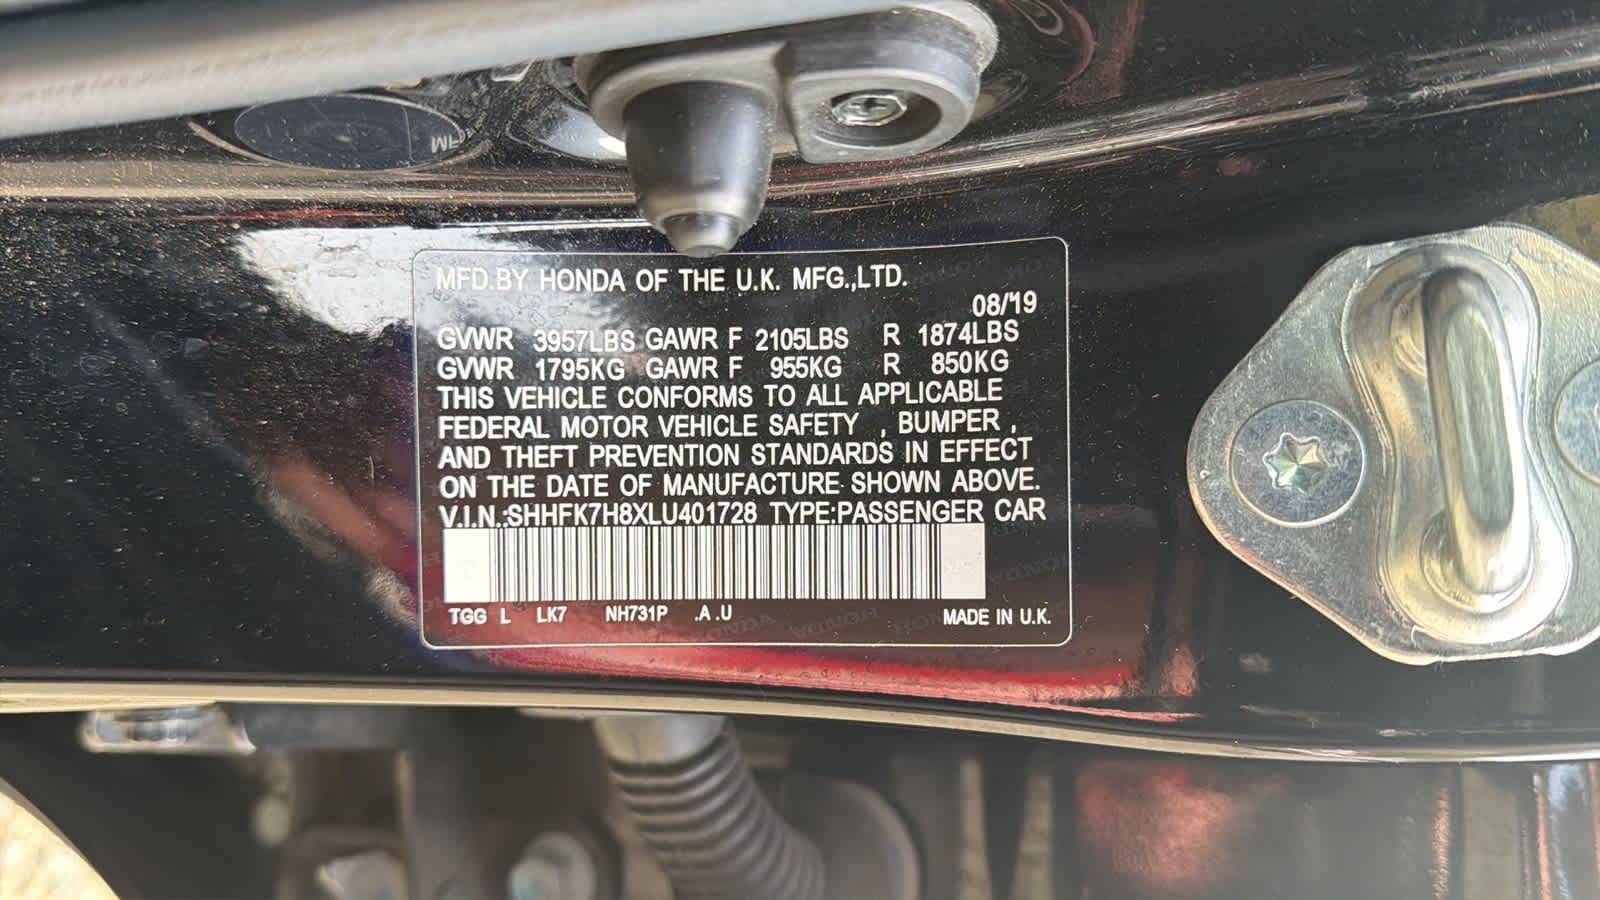 MFD.BY HONDA OF THE U.K. MFG.,LTD.
08/'19
GVWR 3957LBS GAWR F 2105LBS R 1874LBS
GVWR 1795KG GAWR F 955KG R 850KG
THIS VEHICLE CONFORMS TO ALL APPLICABLE
FEDERAL MOTOR VEHICLE SAFETY , BUMPER ,
AND THEFT PREVENTION STANDARDS IN EFFECT
ON THE DATE OF MANUFACTURE SHOWN ABOVE.
V.I.N.:SHHFK7H8XLU401728 TYPE:PASSENGER CAR
TGG L LK7 NH731P .A .U MADE IN U.K.